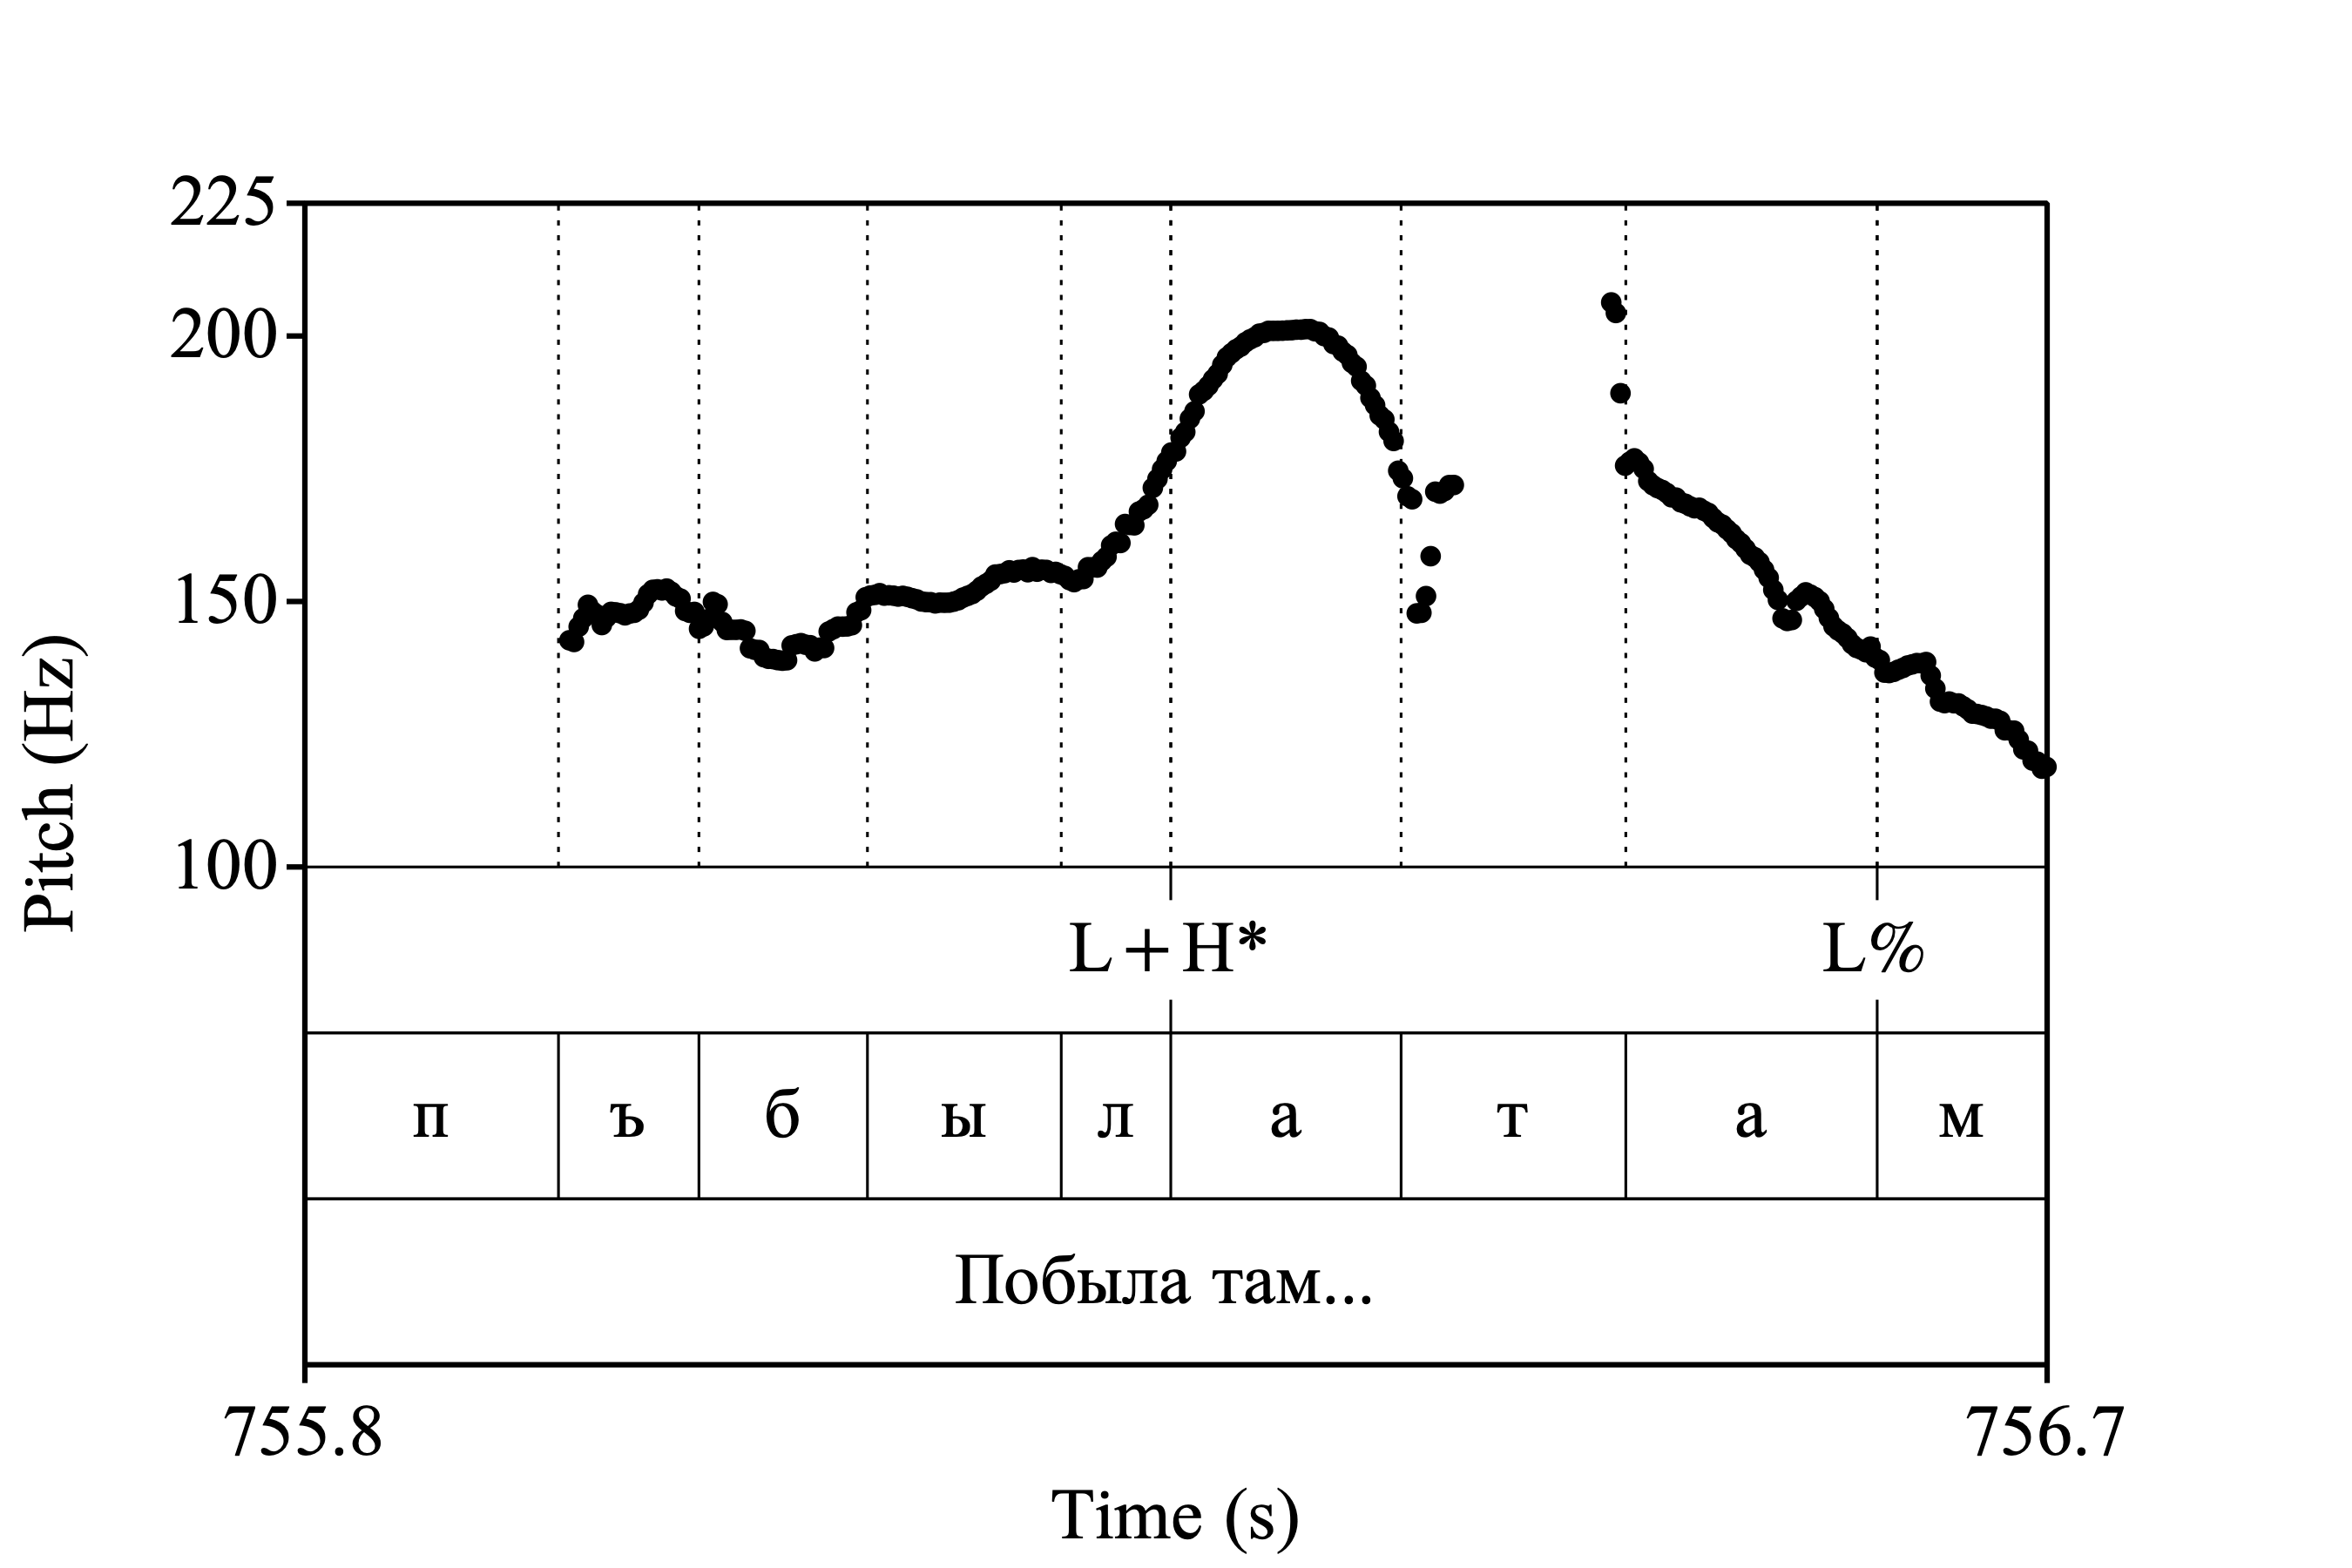 225
200
150
100
Pitch (Hz)
L+H* L%
п ъ б ы л а т а м
Побыла там...
755.8 756.7
Time (s)